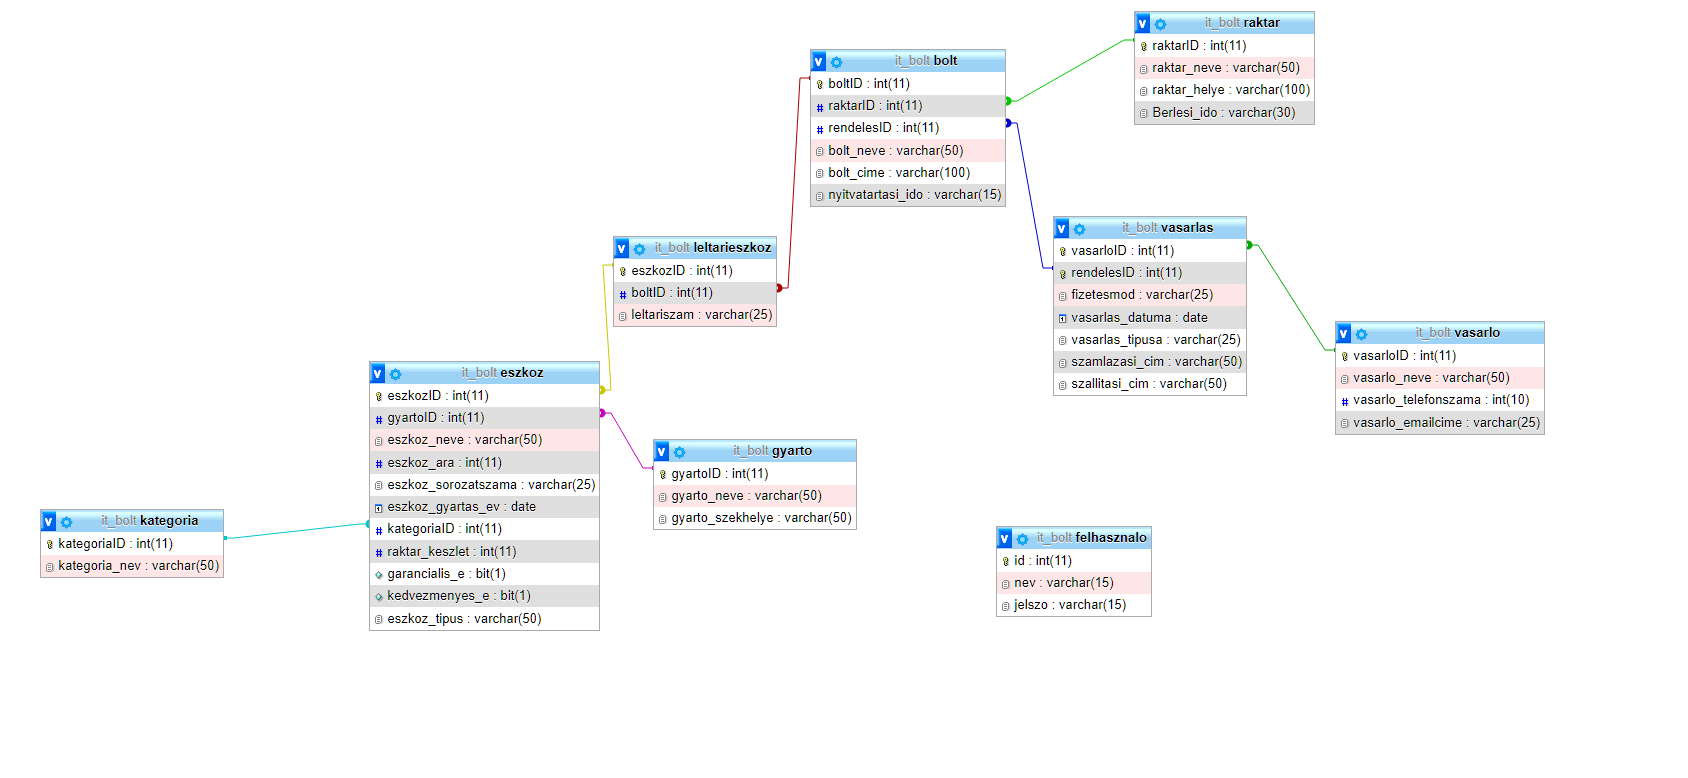 it_bolt raktar
raktarID : int(11)
raktar_neve : varchar(50)
raktar_helye : varchar(100)
Berlesi_ido : varchar(30)
it_bolt bolt
boltID : int(11)
raktarID : int(11)
rendelesID : int(11)
bolt_neve : varchar(50)
bolt_cime : varchar(100)
nyitvatartasi_ido : varchar(15)
it_bolt vasarlas
vasarloID : int(11)
rendelesID : int(11)
fizetesmod : varchar(25)
vasarlas_datuma : date
vasarlas_tipusa : varchar(25)
szamlazasi_cim : varchar(50)
szallitasi_cim : varchar(50)
it_bolt leltarieszkoz
eszkozID : int(11)
boltID : int(11)
leltariszam : varchar(25)
it_bolt vasarlo
vasarloID : int(11)
vasarlo_neve : varchar(50)
vasarlo_telefonszama : int(10)
vasarlo_emailcime : varchar(25)
it_bolt eszkoz
eszkozID : int(11)
gyartoID : int(11)
eszkoz_neve : varchar(50)
eszkoz_ara : int(11)
eszkoz_sorozatszama : varchar(25)
eszkoz_gyartas_ev : date
kategoriaID : int(11)
raktar_keszlet : int(11)
garancialis_e : bit(1)
kedvezmenyes_e : bit(1)
eszkoz_tipus : varchar(50)
it_bolt gyarto
gyartoID : int(11)
gyarto_neve : varchar(50)
gyarto_szekhelye : varchar(50)
it_bolt kategoria
kategoriaID : int(11)
kategoria_nev : varchar(50)
it_bolt felhasznalo
id : int(11)
nev : varchar(15)
jelszo : varchar(15)